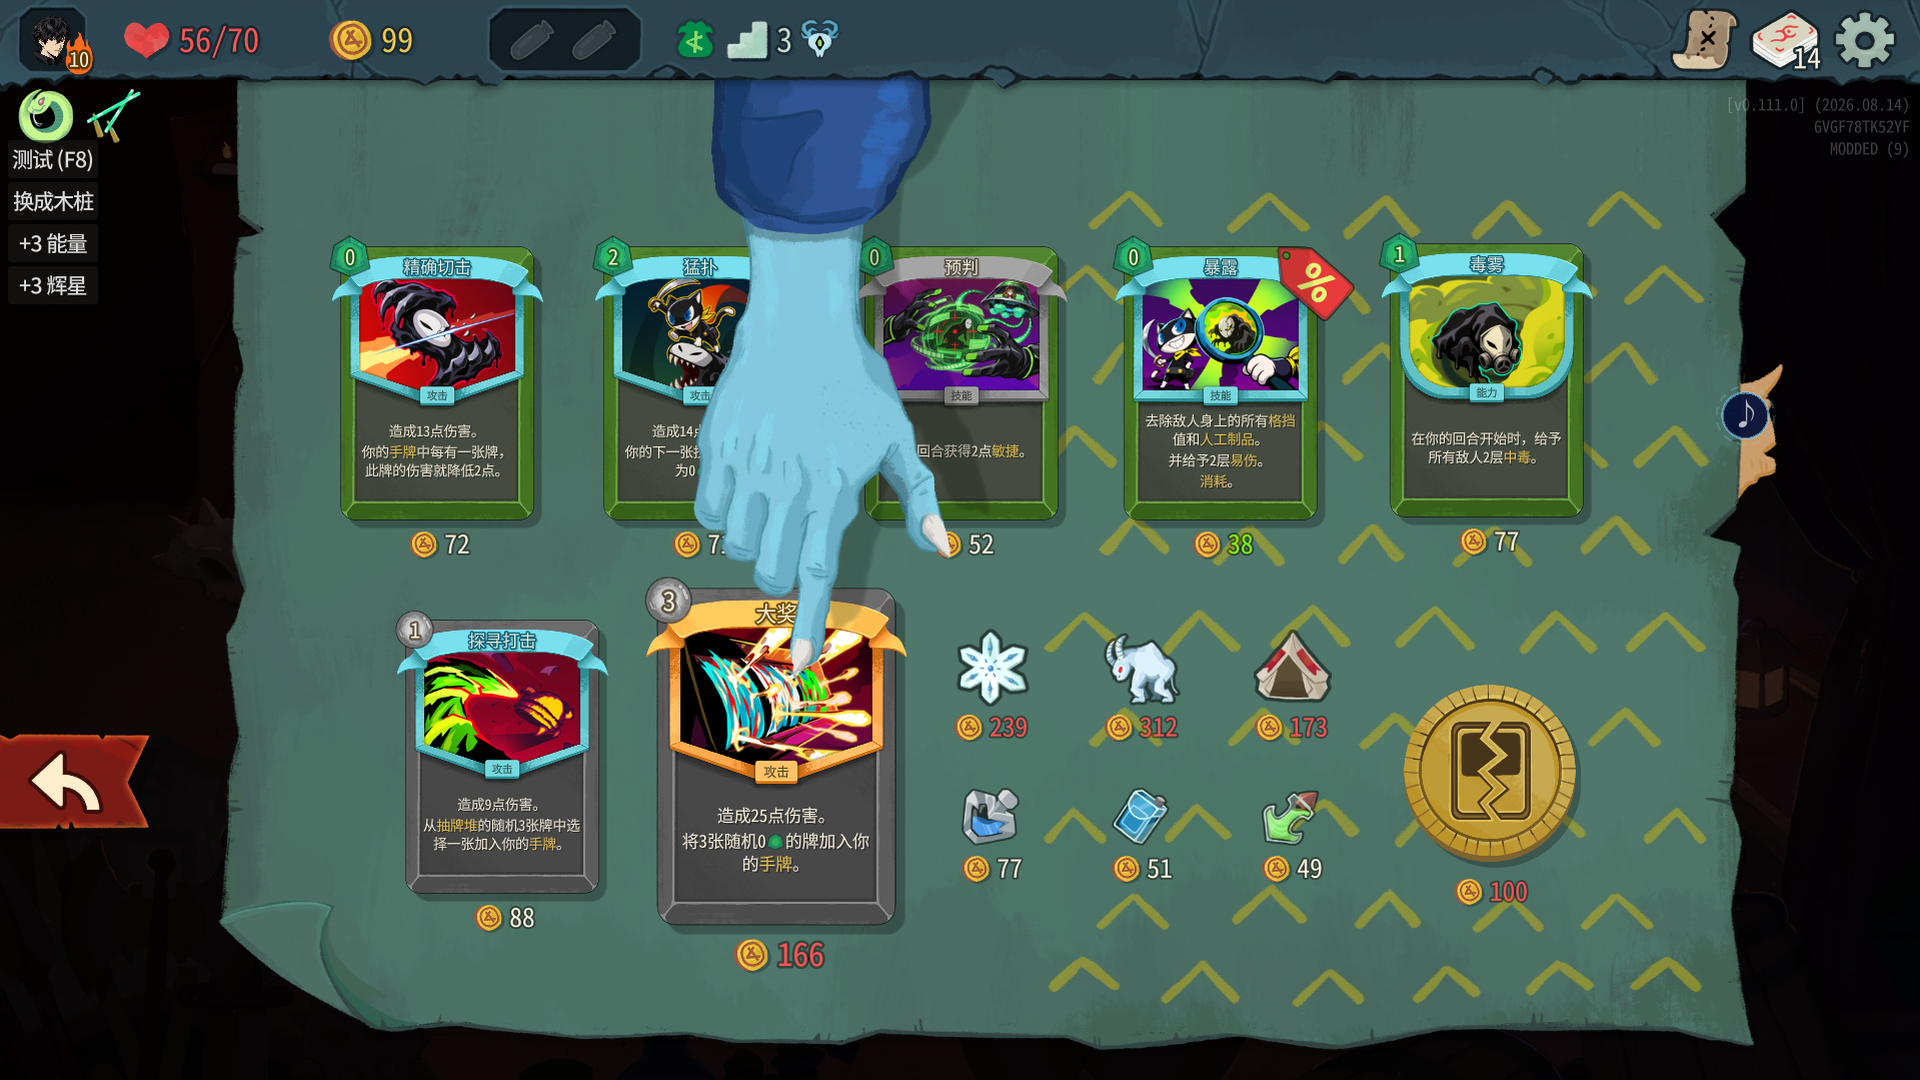 10
56/70
99
3
14
[v0.111.0] (2026.08.14)
6VGF78TK52YF
MODDED (9)
测试 (F8)
换成木桩
+3 能量
+3 辉星
0
精确切击
攻击
造成13点伤害。
你的手牌中每有一张牌，
此牌的伤害就降低2点。
72
2
猛扑
攻击
造成14
你的下一张
为0
0
预判
技能
回合获得2点敏捷。
52
0
暴露
%
技能
去除敌人身上的所有格挡
值和人工制品。
并给予2层易伤。
消耗。
38
1
毒雾
能力
在你的回合开始时，给予
所有敌人2层中毒。
77
1
探寻打击
攻击
造成9点伤害。
从抽牌堆的随机3张牌中选
择一张加入你的手牌。
88
3
大奖
攻击
造成25点伤害。
将3张随机0的牌加入你
的手牌。
166
239
312
173
77
51
49
100